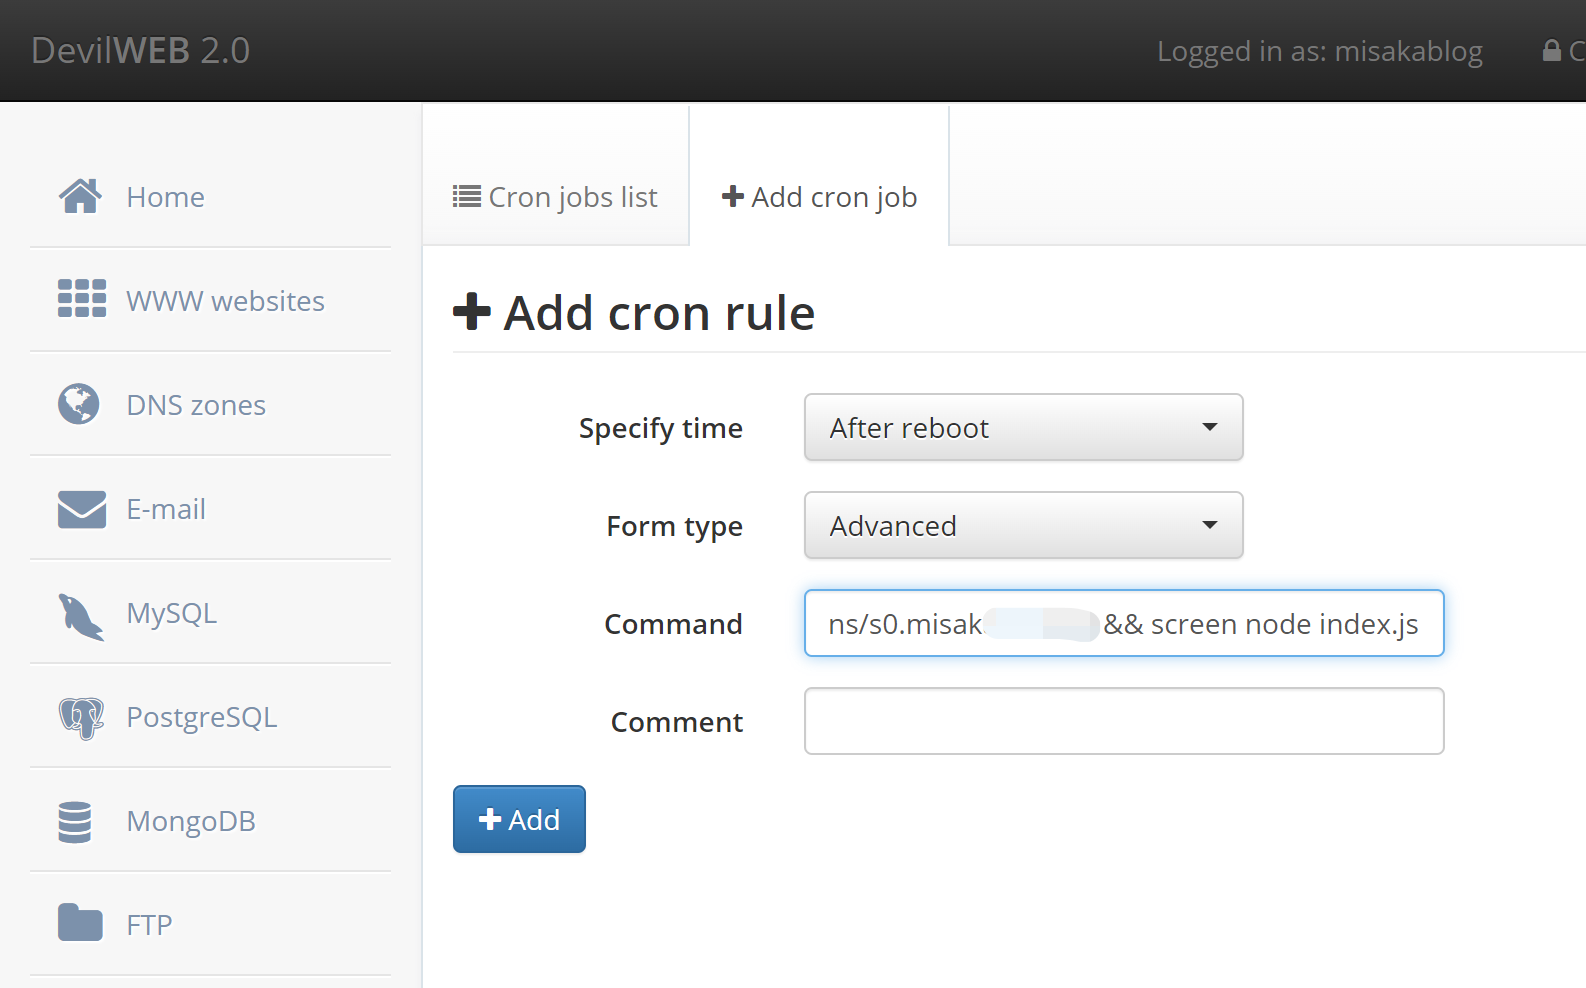 DevilWEB 2.0
Logged in as: misakablog
Home
WWW websites
DNS zones
E-mail
MySQL
PostgreSQL
MongoDB
FTP
Cron jobs list
Add cron job
Add cron rule
Specify time
After reboot
Form type
Advanced
Command
ns/s0.misak && screen node index.js
Comment
Add